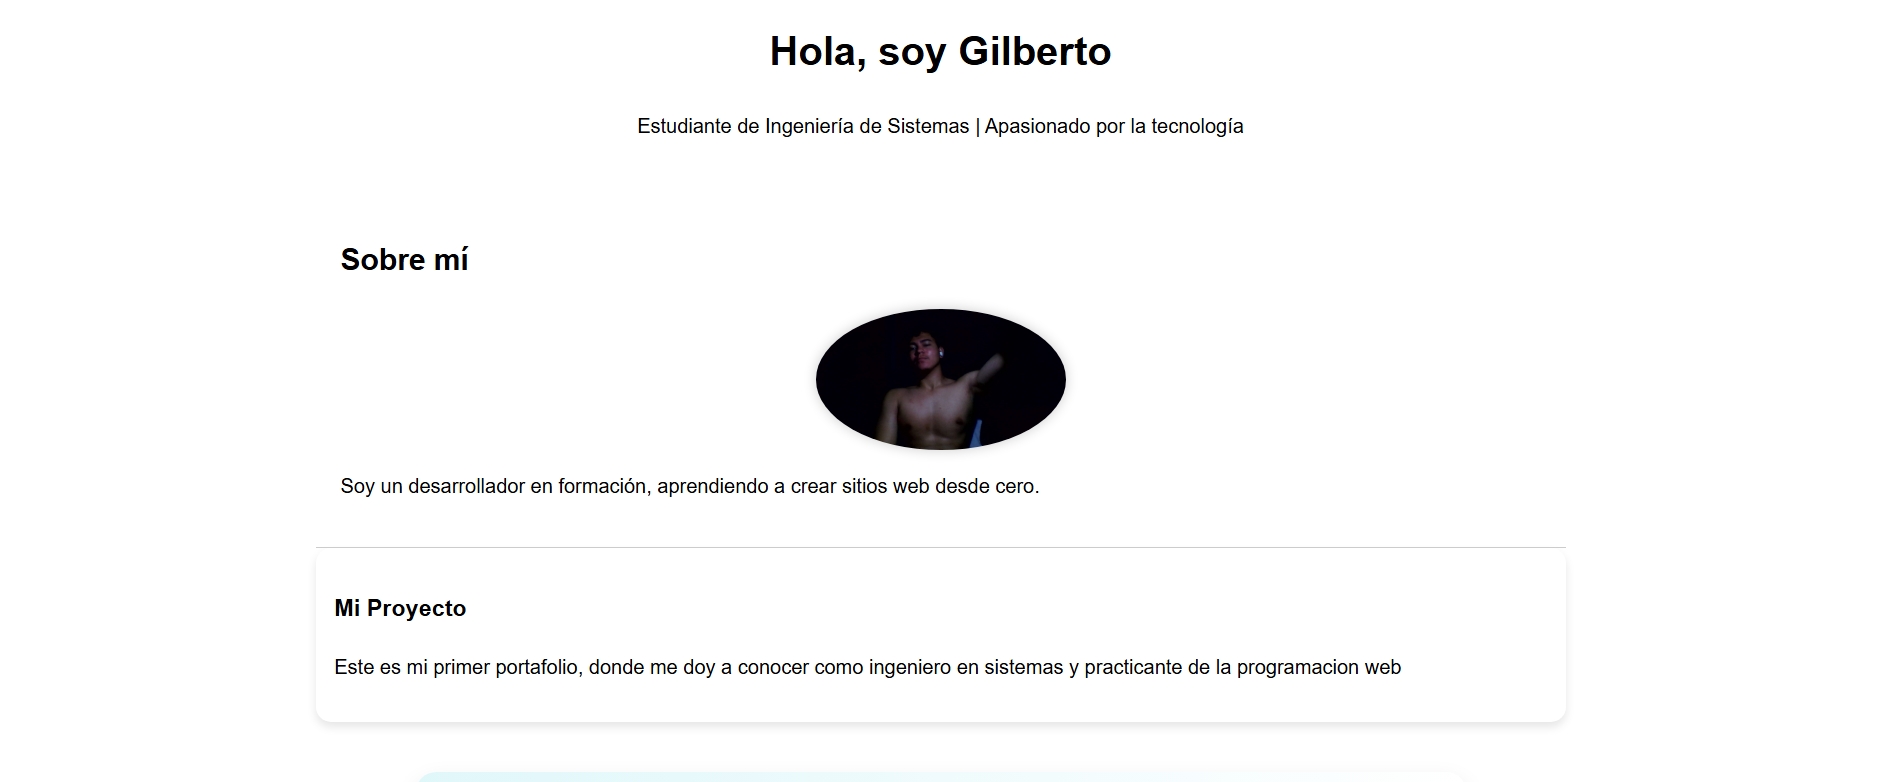 Hola, soy Gilberto
Estudiante de Ingeniería de Sistemas | Apasionado por la tecnología
Sobre mí
Soy un desarrollador en formación, aprendiendo a crear sitios web desde cero.
Mi Proyecto
Este es mi primer portafolio, donde me doy a conocer como ingeniero en sistemas y practicante de la programacion web